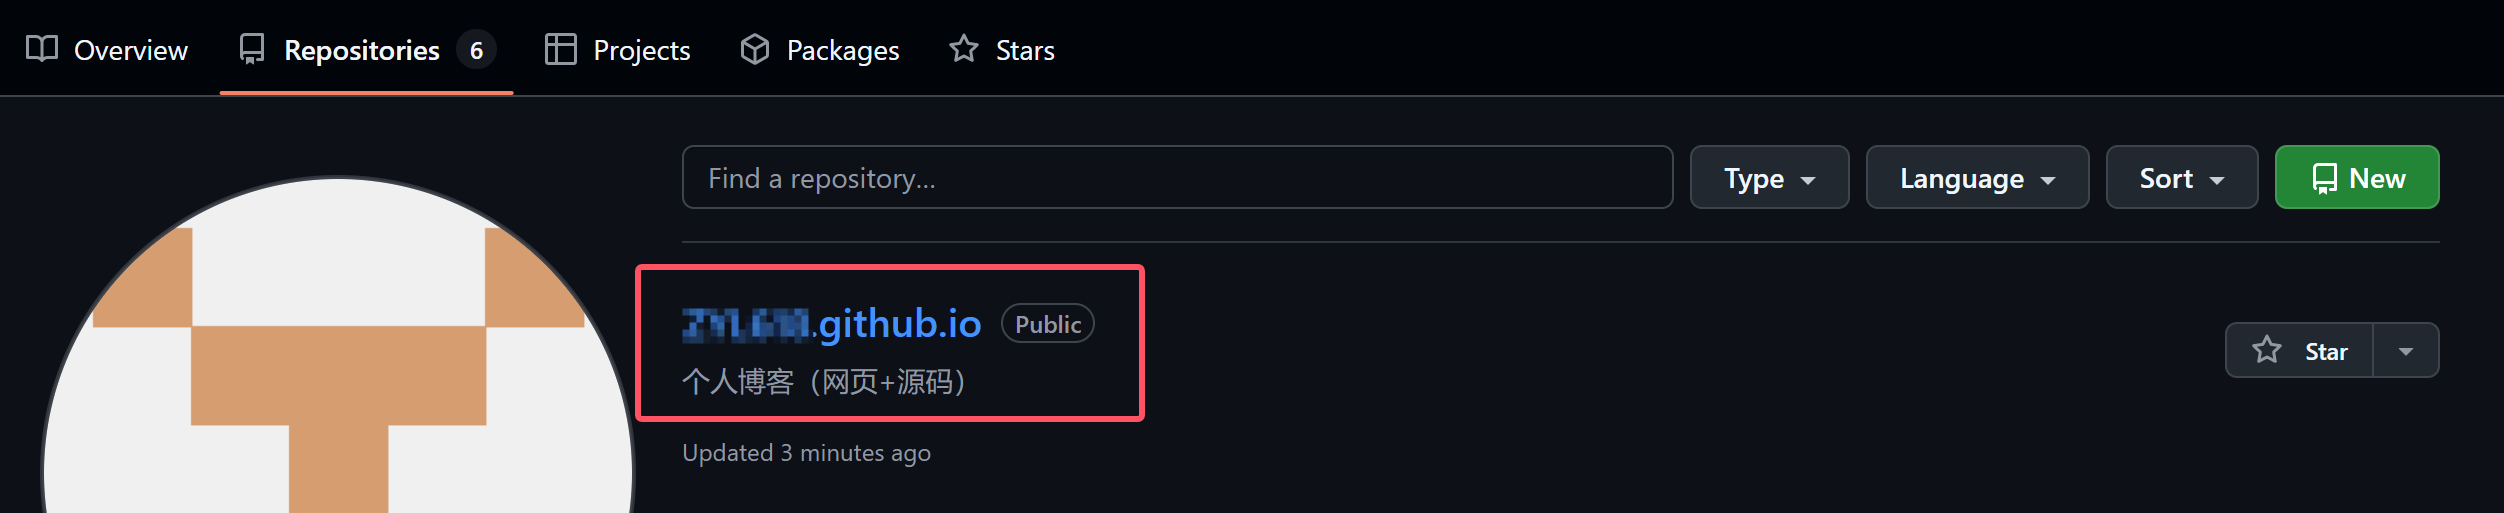 Overview Repositories 6 Projects Packages Stars
Find a repository... Type Language Sort New
.github.io Public
个人博客（网页+源码）
Star
Updated 3 minutes ago